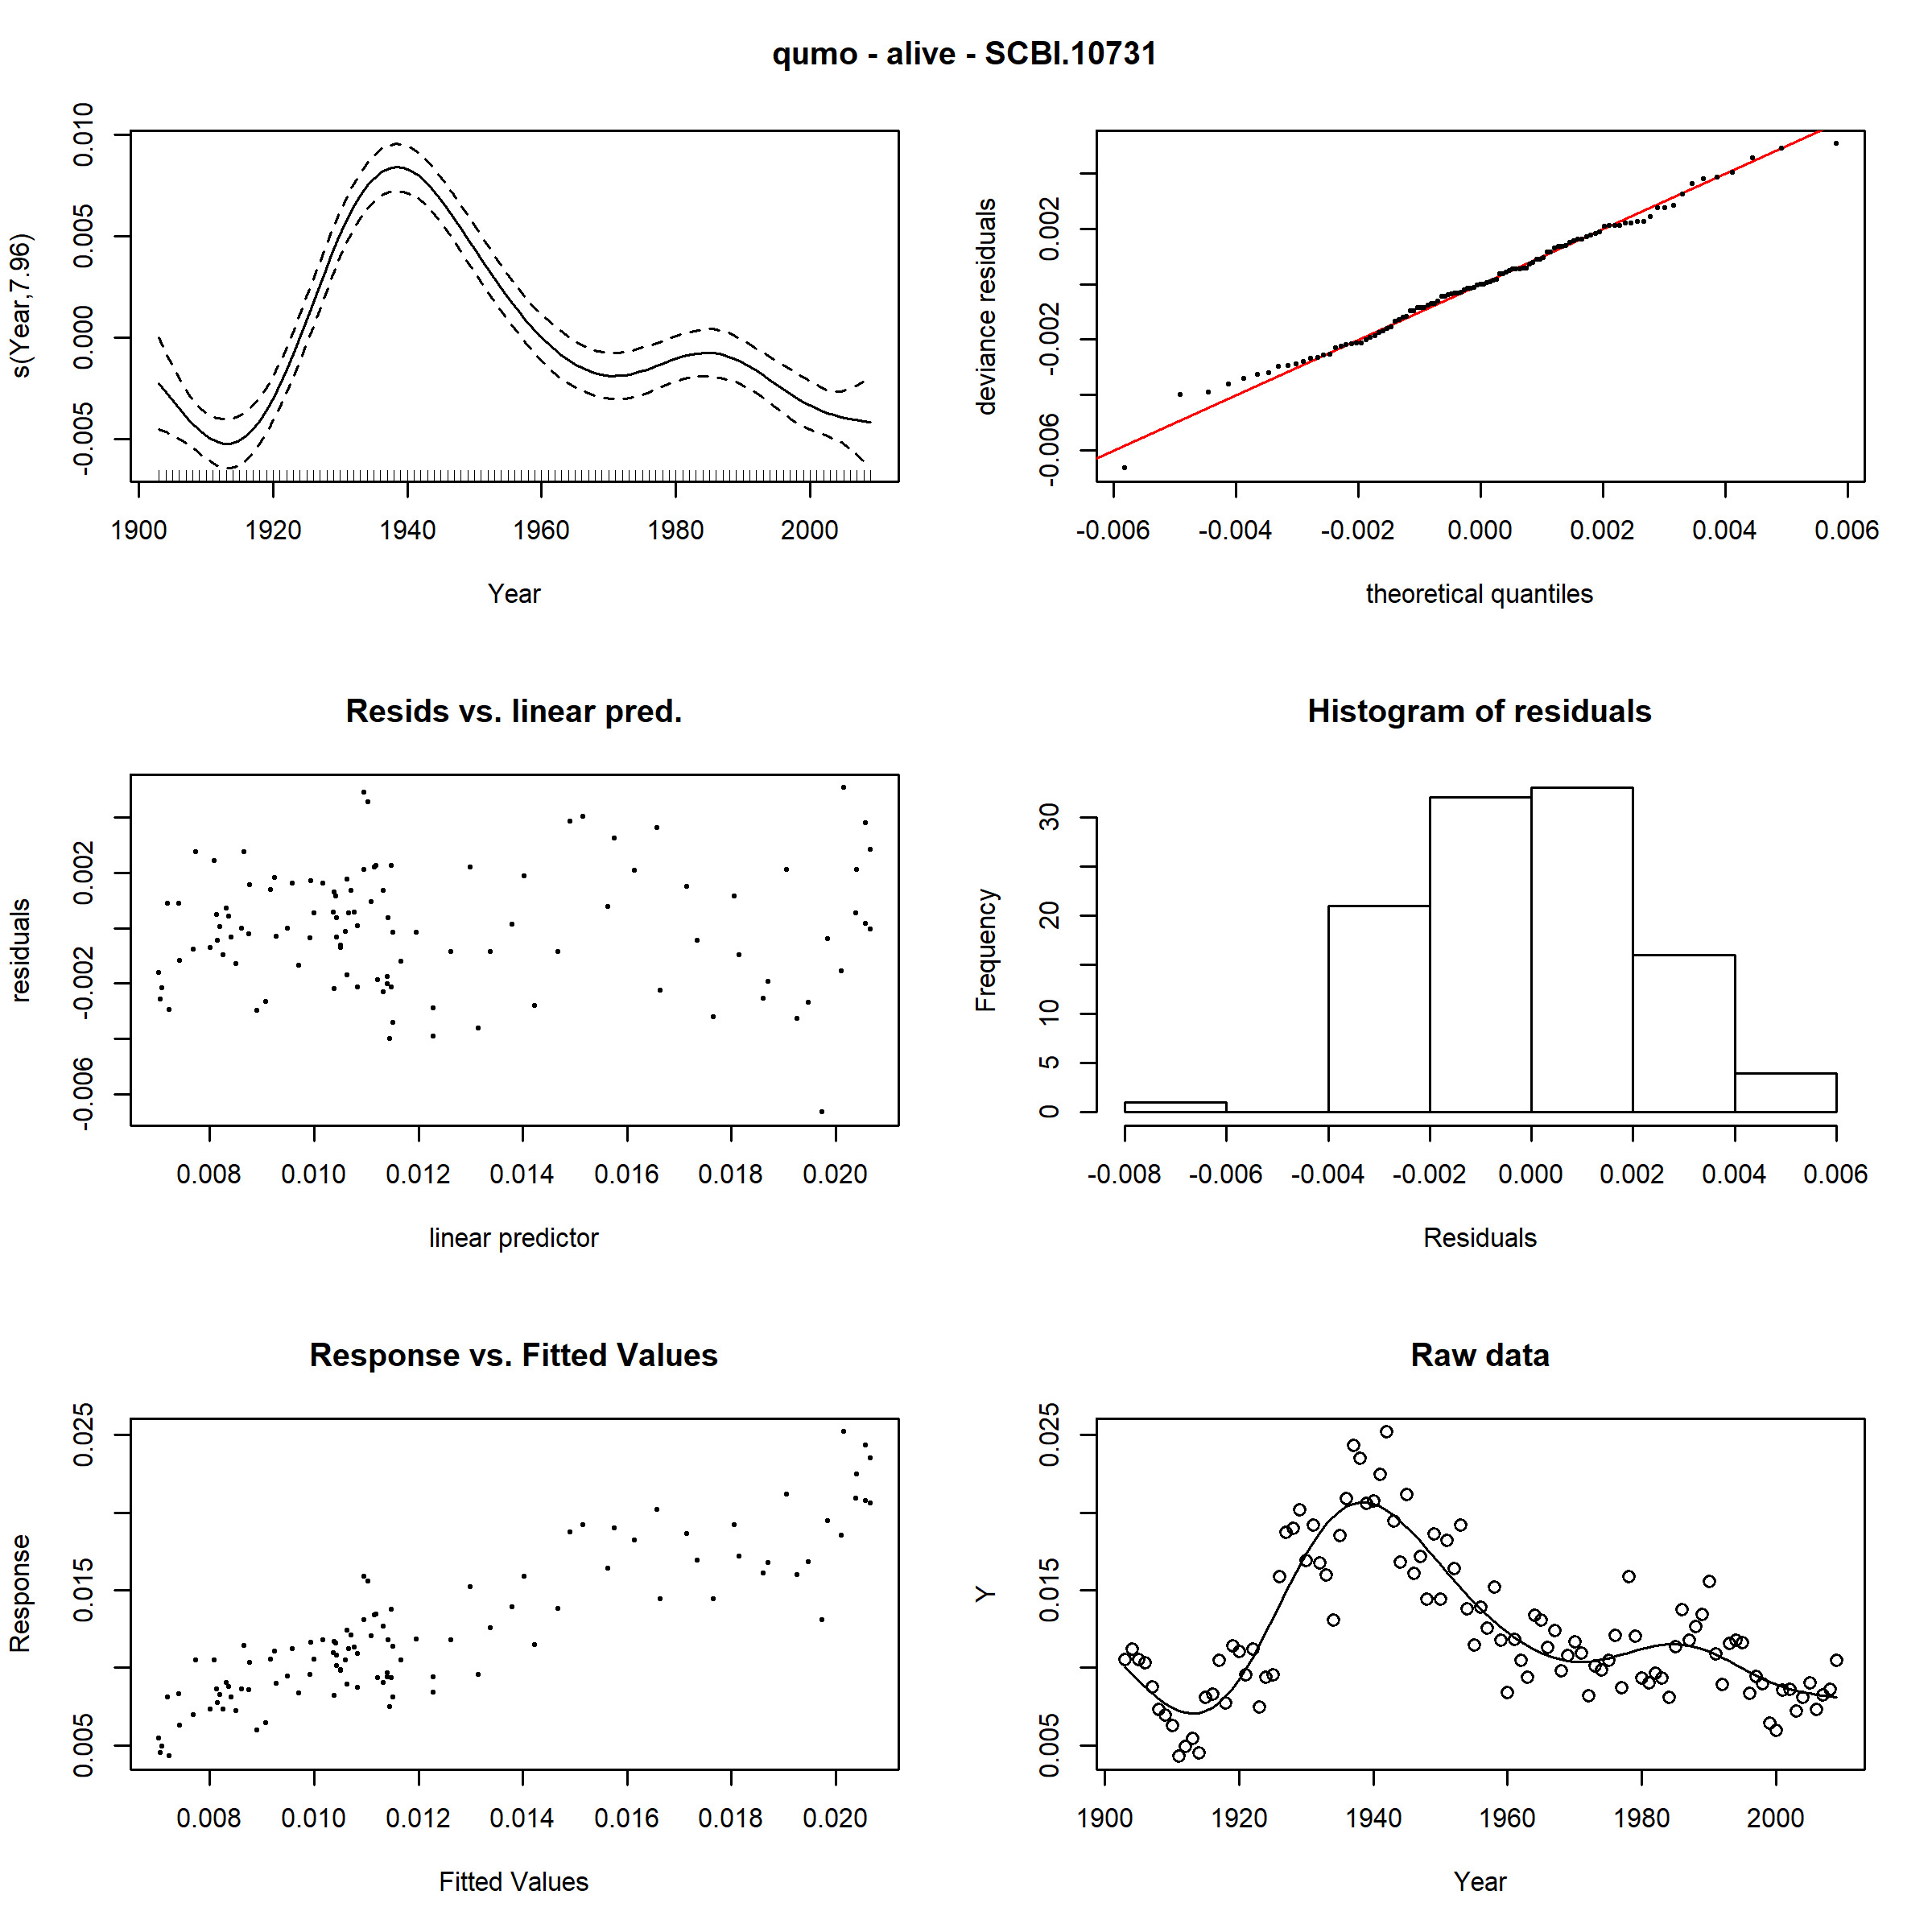 qumo - alive - SCBI.10731
s(Year,7.96)
-0.005 0.000 0.005 0.010
1900 1920 1940 1960 1980 2000
Year
deviance residuals
-0.006 -0.002 0.002
-0.006 -0.004 -0.002 0.000 0.002 0.004 0.006
theoretical quantiles
Resids vs. linear pred.
residuals
-0.006 -0.002 0.002
0.008 0.010 0.012 0.014 0.016 0.018 0.020
linear predictor
Histogram of residuals
Frequency
0 5 10 20 30
-0.008 -0.006 -0.004 -0.002 0.000 0.002 0.004 0.006
Residuals
Response vs. Fitted Values
Response
0.005 0.015 0.025
0.008 0.010 0.012 0.014 0.016 0.018 0.020
Fitted Values
Raw data
Y
0.005 0.015 0.025
1900 1920 1940 1960 1980 2000
Year